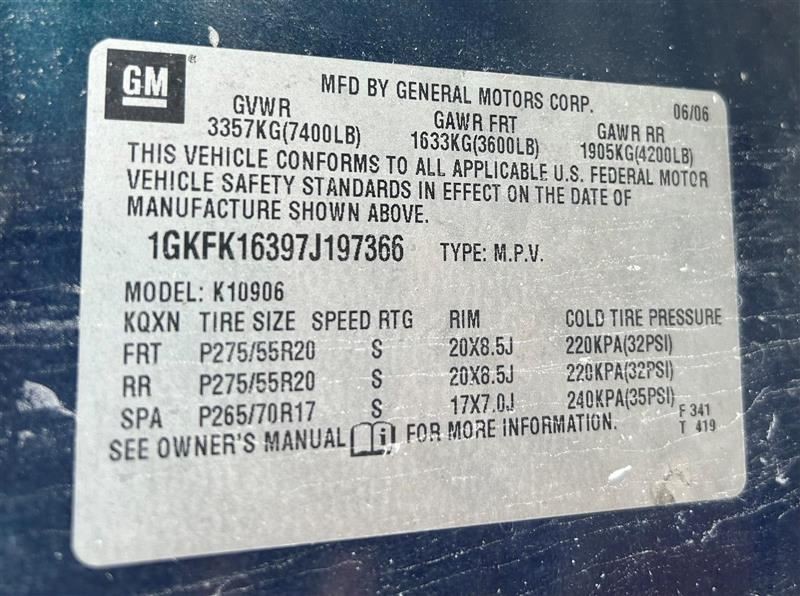 GM
MFD BY GENERAL MOTORS CORP. 06/06
GVWR GAWR FRT GAWR RR
3357KG(7400LB) 1633KG(3600LB) 1905KG(4200LB)
THIS VEHICLE CONFORMS TO ALL APPLICABLE U.S. FEDERAL MOTOR
VEHICLE SAFETY STANDARDS IN EFFECT ON THE DATE OF
MANUFACTURE SHOWN ABOVE.
1GKFK16397J197366 TYPE: M.P.V.
MODEL: K10906
KQXN TIRE SIZE SPEED RTG RIM COLD TIRE PRESSURE
FRT P275/55R20 S 20X8.5J 220KPA(32PSI)
RR P275/55R20 S 20X8.5J 220KPA(32PSI)
SPA P265/70R17 S 17X7.0J 240KPA(35PSI)
SEE OWNER'S MANUAL i FOR MORE INFORMATION.
F 341
T 419